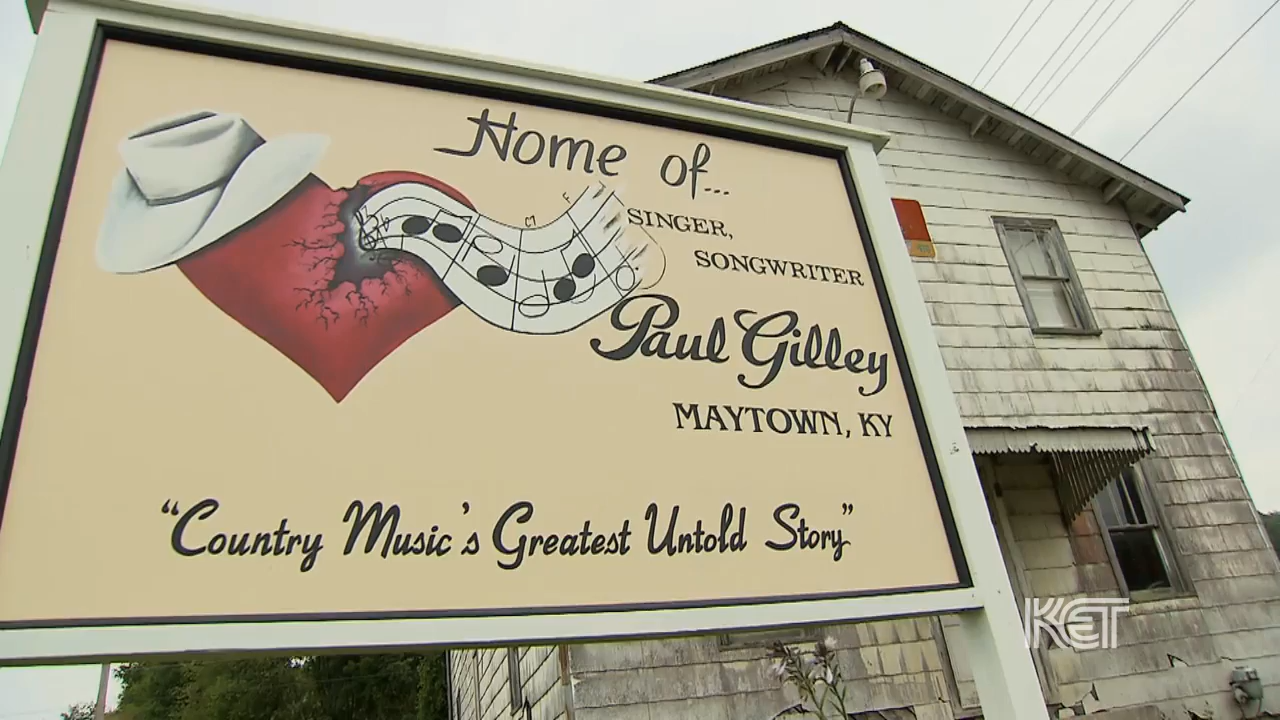 Home of...
SINGER,
SONGWRITER
Paul Gilley
MAYTOWN, KY
"Country Music's Greatest Untold Story"
KET